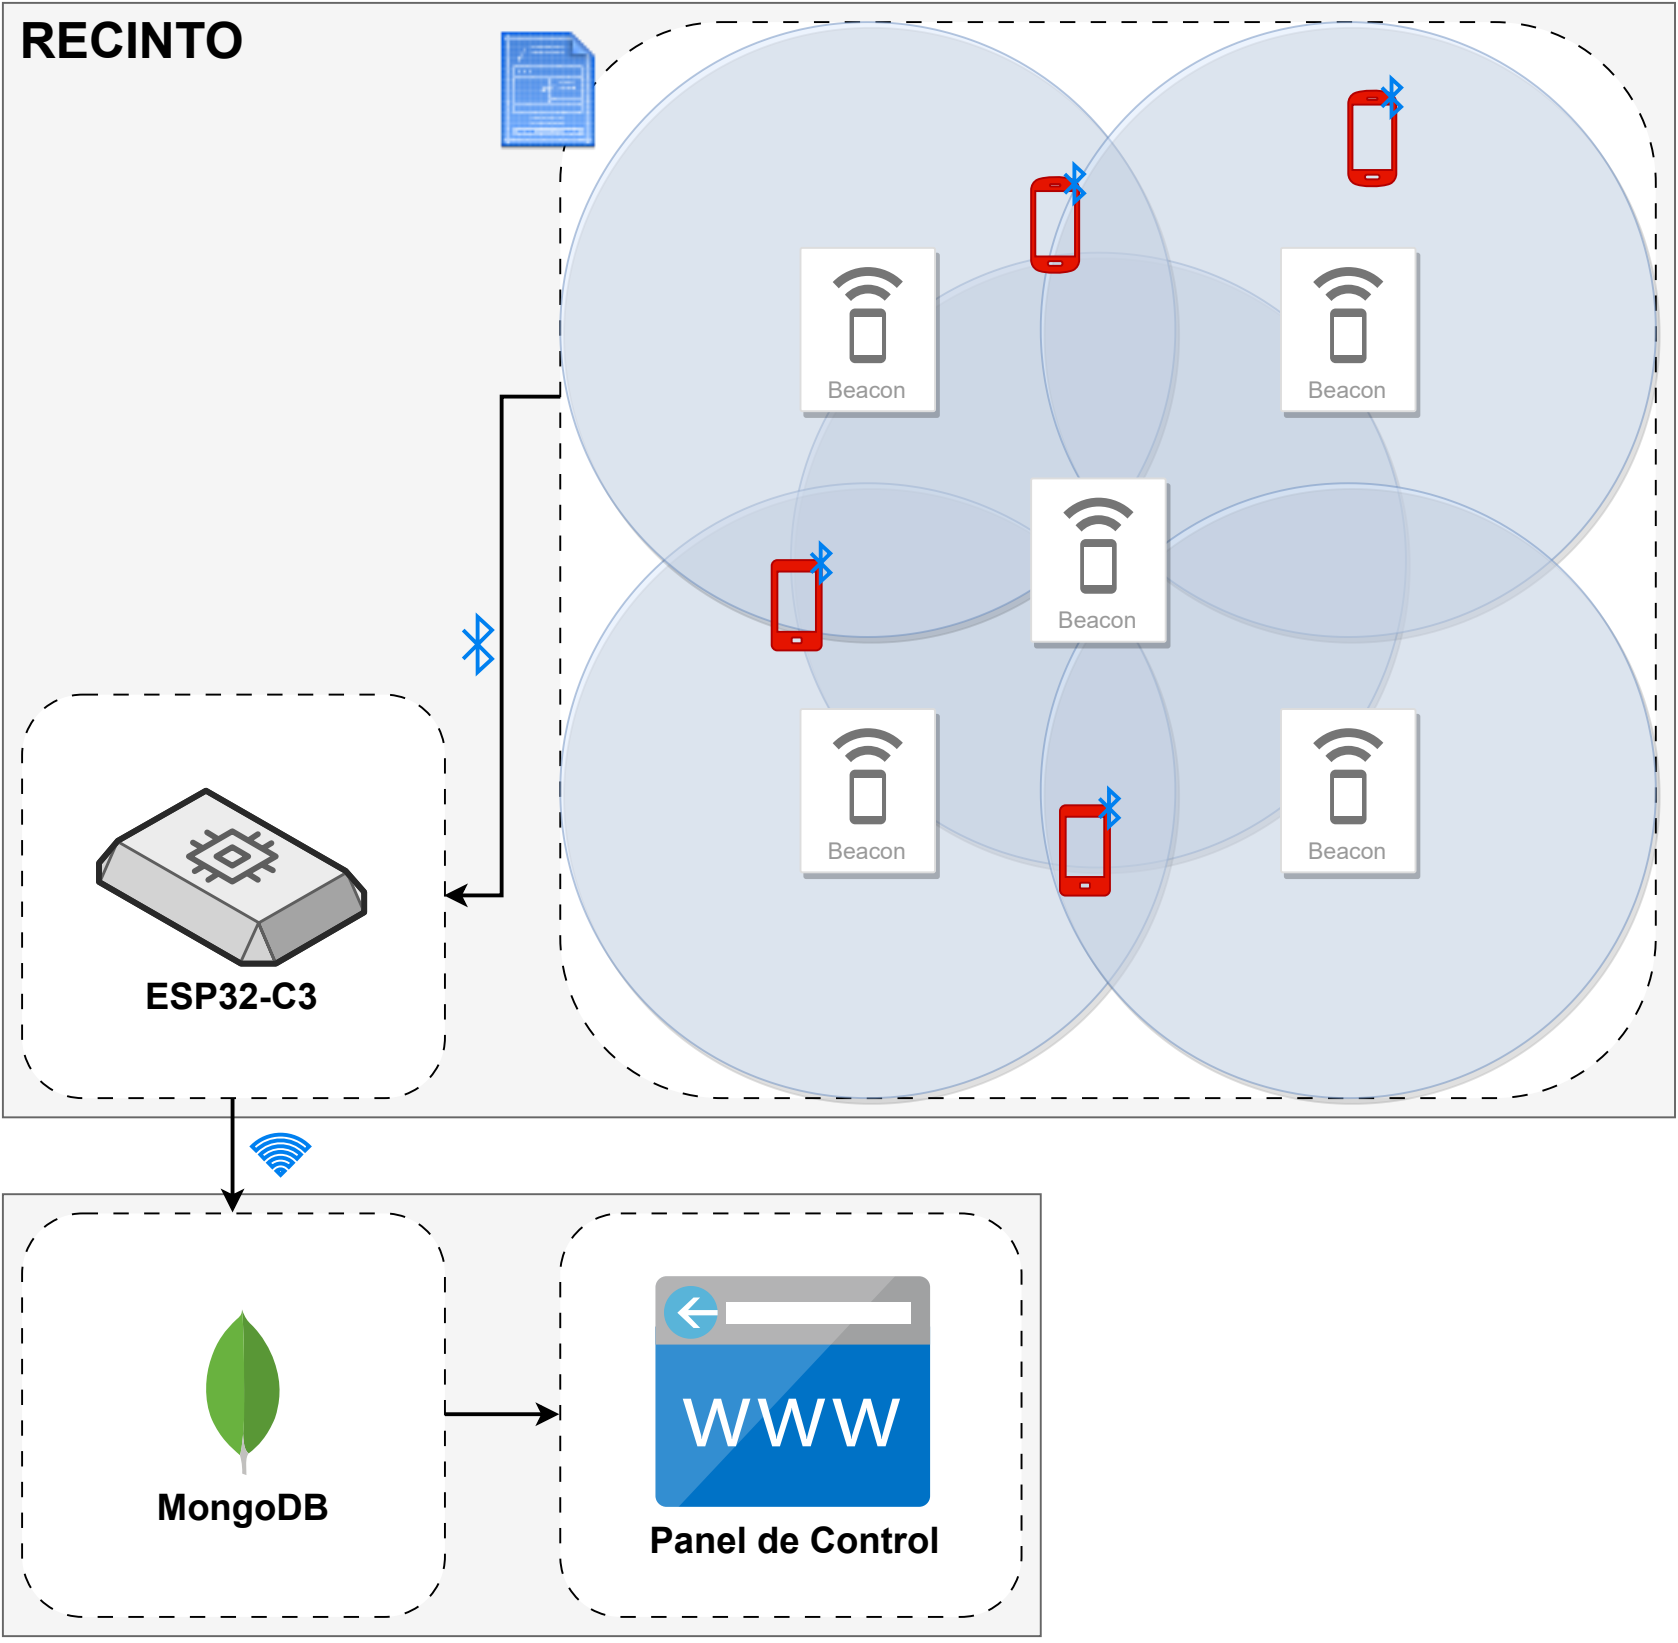 RECINTO
Beacon
Beacon
Beacon
Beacon
Beacon
ESP32-C3
MongoDB
WWW
Panel de Control